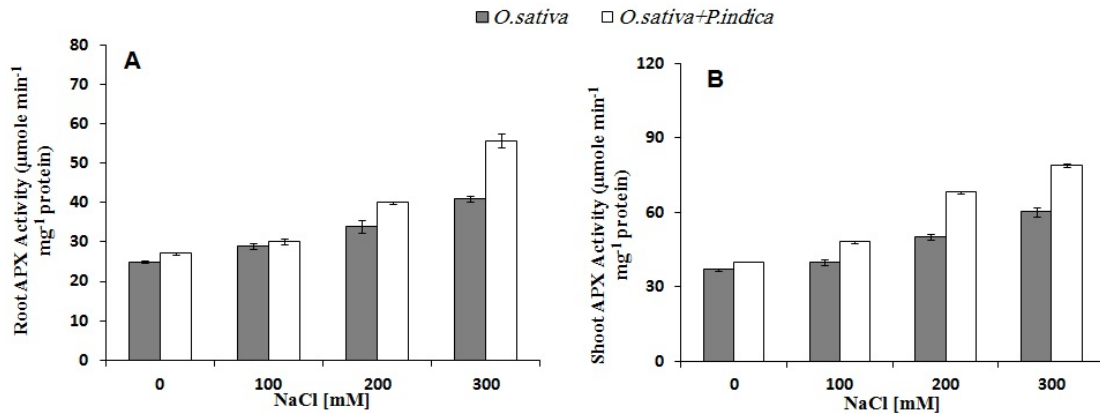 O.sativa O.sativa+P.indica
A
Root APX Activity (µmole min-1
mg-1 protein)
80
70
60
50
40
30
20
10
0
0 100 200 300
NaCl [mM]
B
Shoot APX Activity (µmole min-1
mg-1 protein)
120
90
60
30
0
0 100 200 300
NaCl [mM]